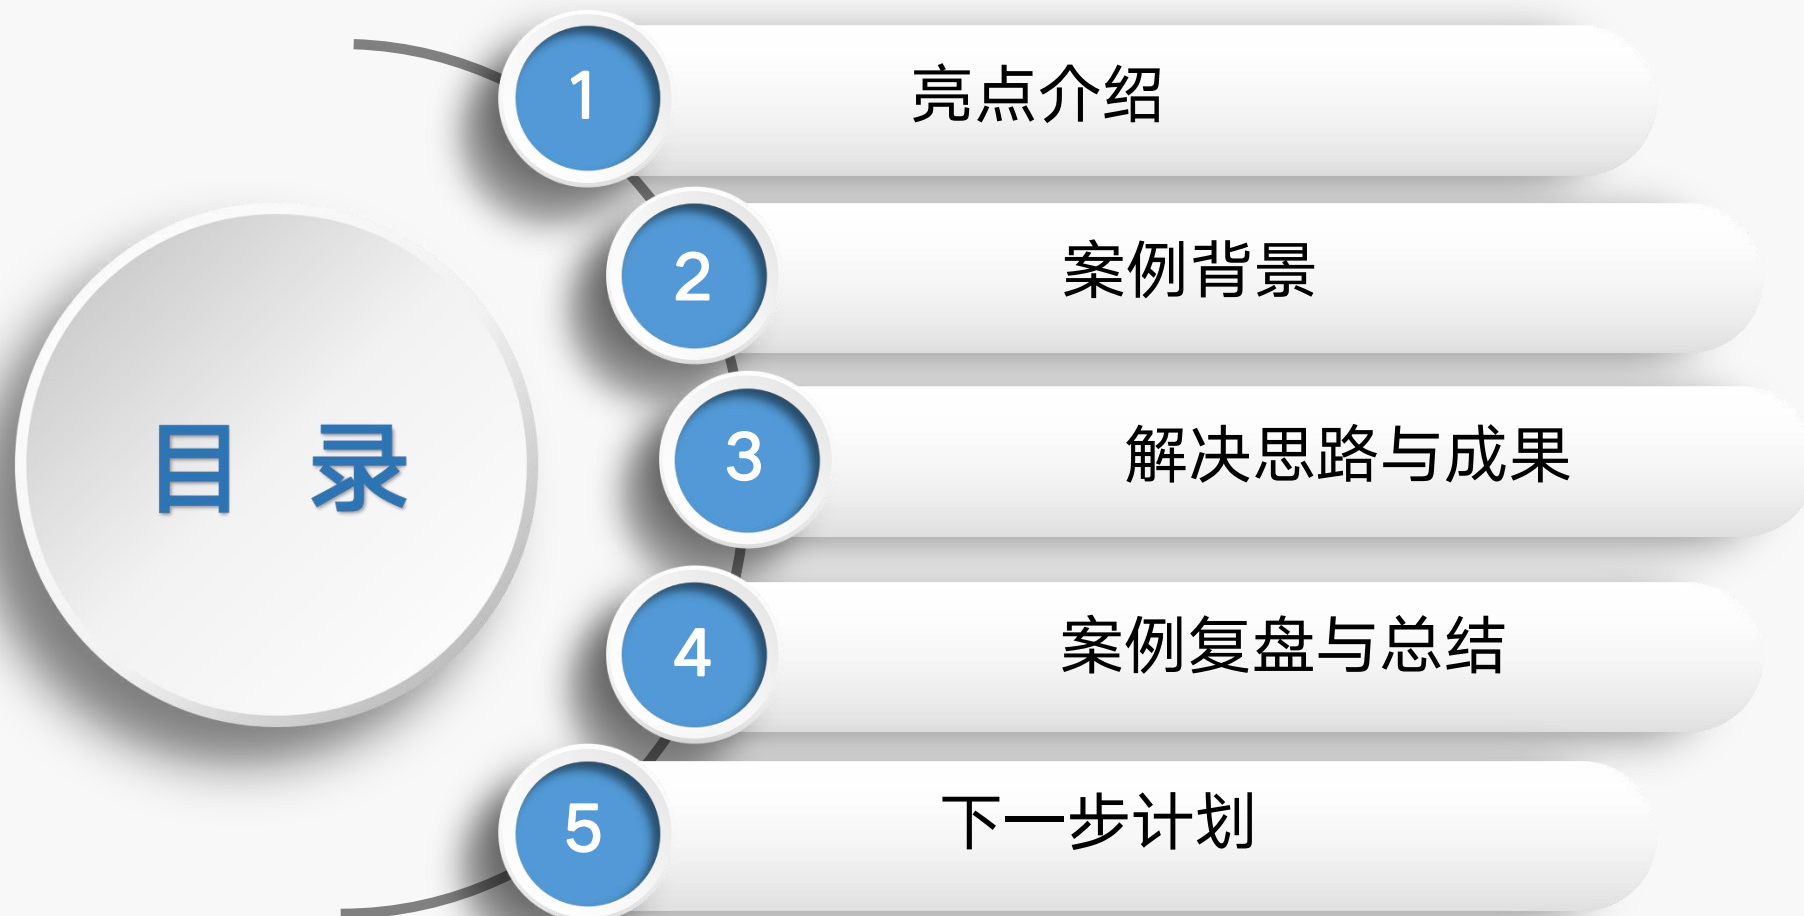 目 录
1 亮点介绍
2 案例背景
3 解决思路与成果
4 案例复盘与总结
5 下一步计划